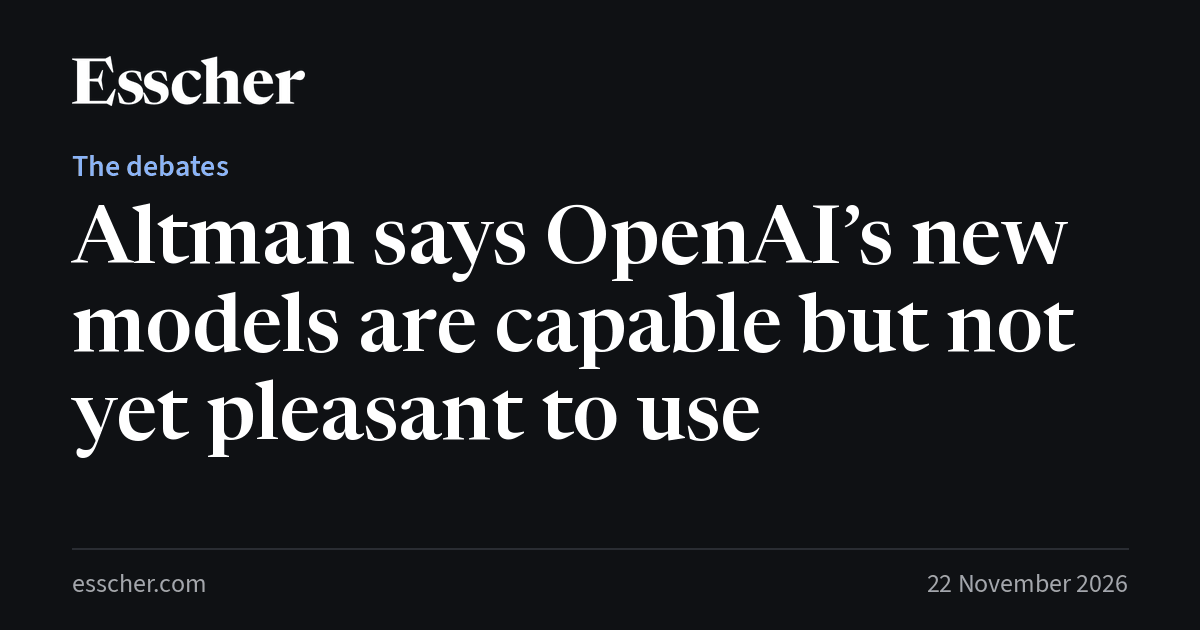 Esscher
The debates
Altman says OpenAI’s new
models are capable but not
yet pleasant to use
esscher.com
22 November 2026